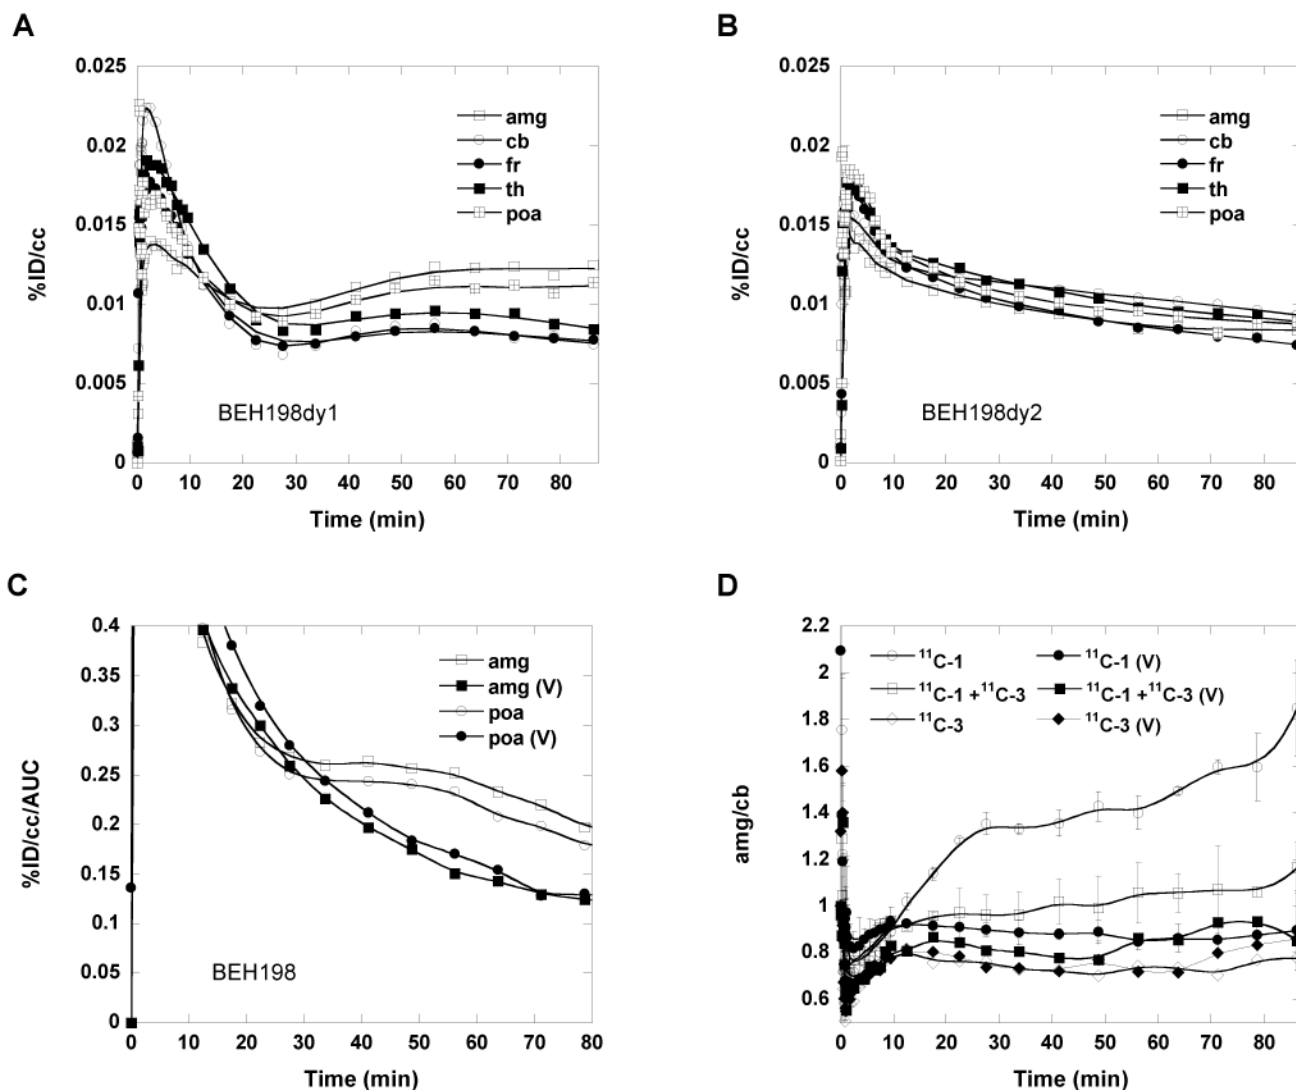 A
%ID/cc
0.025
0.02
0.015
0.01
0.005
0
amg
cb
fr
th
poa
BEH198dy1
0 10 20 30 40 50 60 70 80
Time (min)
B
%ID/cc
0.025
0.02
0.015
0.01
0.005
0
amg
cb
fr
th
poa
BEH198dy2
0 10 20 30 40 50 60 70 80
Time (min)
C
%ID/cc/AUC
0.4
0.35
0.3
0.25
0.2
0.15
0.1
0.05
0
amg
amg (V)
poa
poa (V)
BEH198
0 10 20 30 40 50 60 70 80
Time (min)
D
amg/cb
2.2
2
1.8
1.6
1.4
1.2
1
0.8
0.6
¹¹C-1 ¹¹C-1 (V)
¹¹C-1 +¹¹C-3 ¹¹C-1 +¹¹C-3 (V)
¹¹C-3 ¹¹C-3 (V)
0 10 20 30 40 50 60 70 80
Time (min)